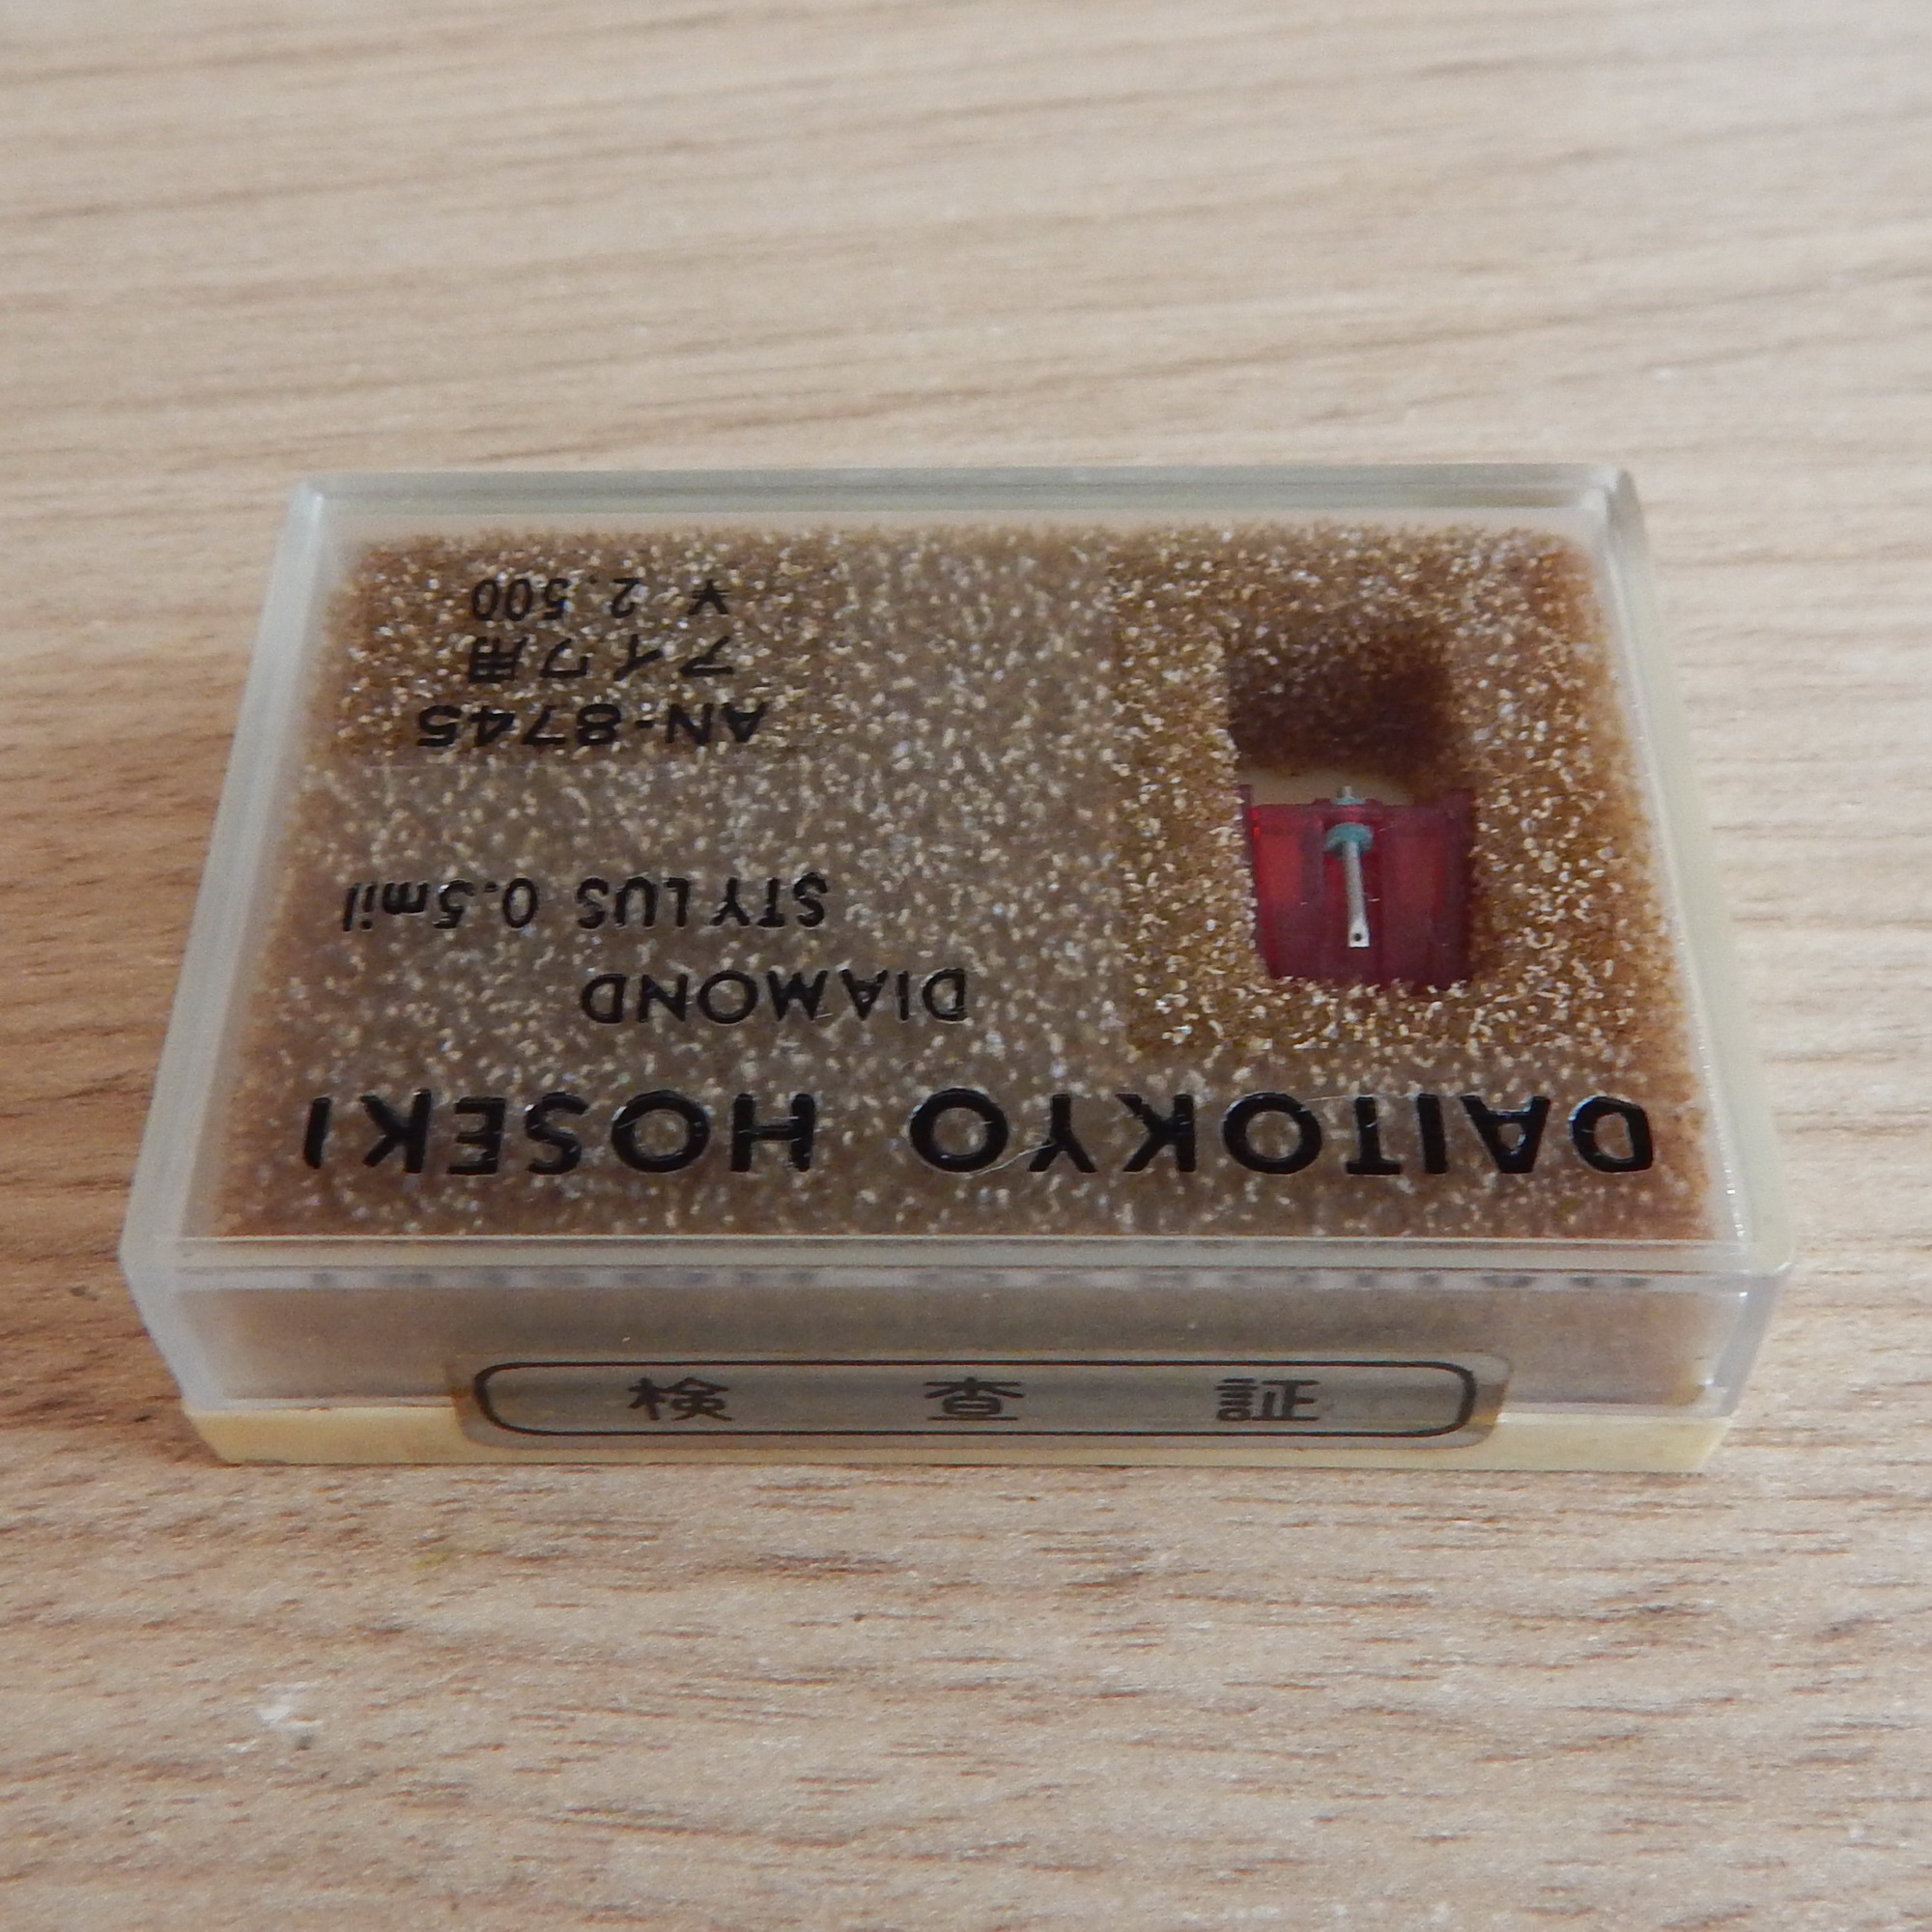 DAITOKYO HOSEKI
DIAMOND
STYLUS 0.5mil
AN-8745
アイワ用
¥ 2.500
検査証